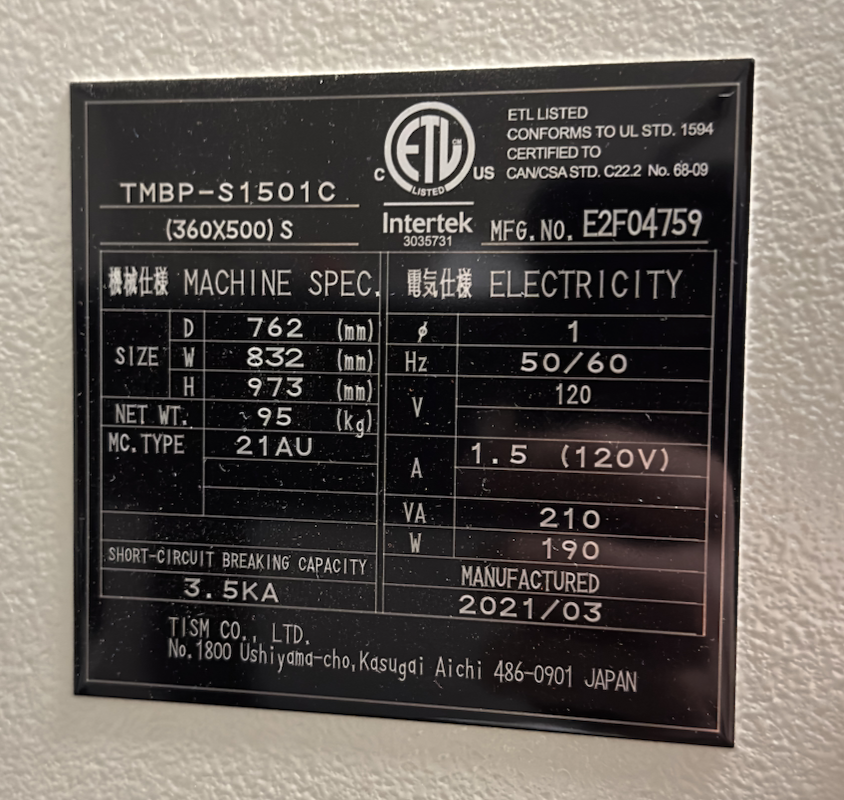 TMBP-S1501C
(360X500) S
ETL
CM
C US
LISTED
Intertek
3035731
ETL LISTED
CONFORMS TO UL STD. 1594
CERTIFIED TO
CAN/CSA STD. C22.2 No. 68-09
MFG. NO. E2F04759
機械仕様 MACHINE SPEC.
SIZE
D 762 (mm)
W 832 (mm)
H 973 (mm)
NET WT. 95 (kg)
MC. TYPE 21AU
SHORT-CIRCUIT BREAKING CAPACITY
3.5KA
電気仕様 ELECTRICITY
ø 1
Hz 50/60
V 120
A 1.5 (120V)
VA 210
W 190
MANUFACTURED
2021/03
TISM CO., LTD.
No.1800 Ushiyama-cho,Kasugai Aichi 486-0901 JAPAN